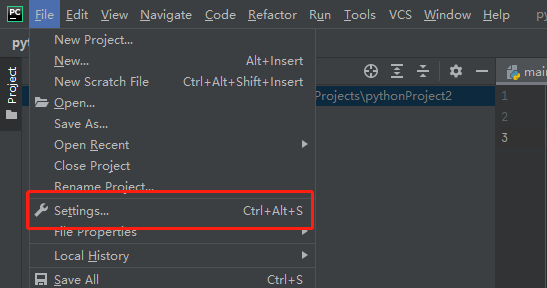 PC File Edit View Navigate Code Refactor Run Tools VCS Window Help py
py
Project
New Project...
New... Alt+Insert
New Scratch File Ctrl+Alt+Shift+Insert
Open... Projects\pythonProject2
Save As...
Open Recent
Close Project
Rename Project...
Settings... Ctrl+Alt+S
File Properties
Local History
Save All Ctrl+S
main
1
2
3